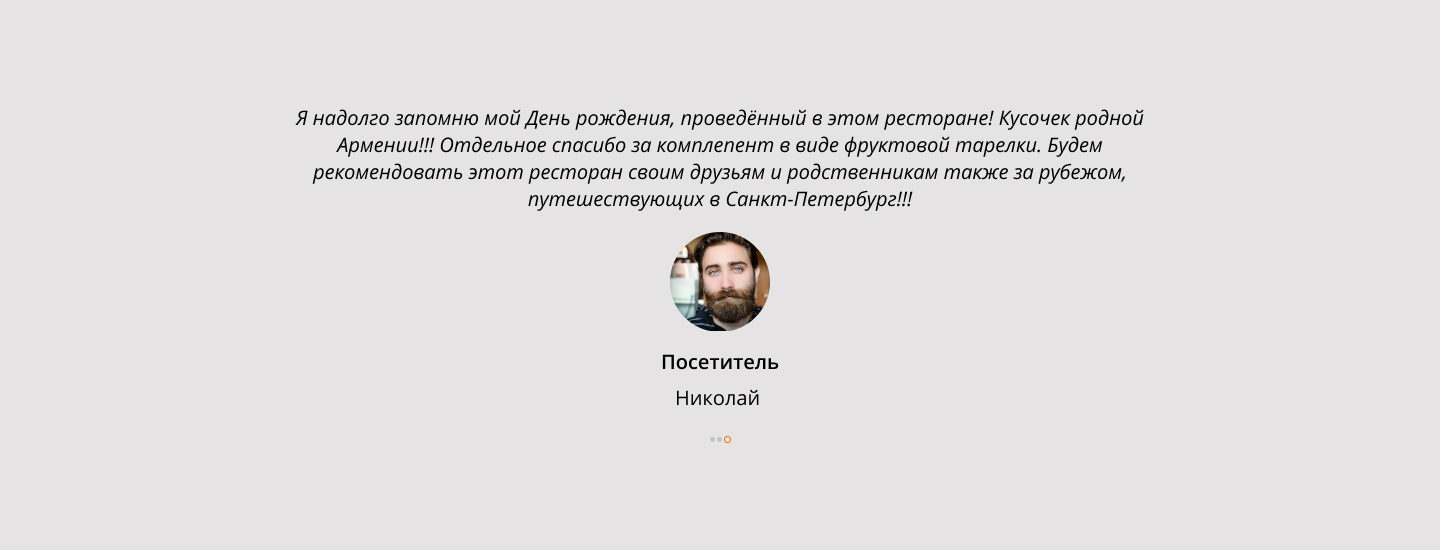 Я надолго запомню мой День рождения, проведённый в этом ресторане! Кусочек родной
Армении!!! Отдельное спасибо за комплепент в виде фруктовой тарелки. Будем
рекомендовать этот ресторан своим друзьям и родственникам также за рубежом,
путешествующих в Санкт-Петербург!!!
Посетитель
Николай